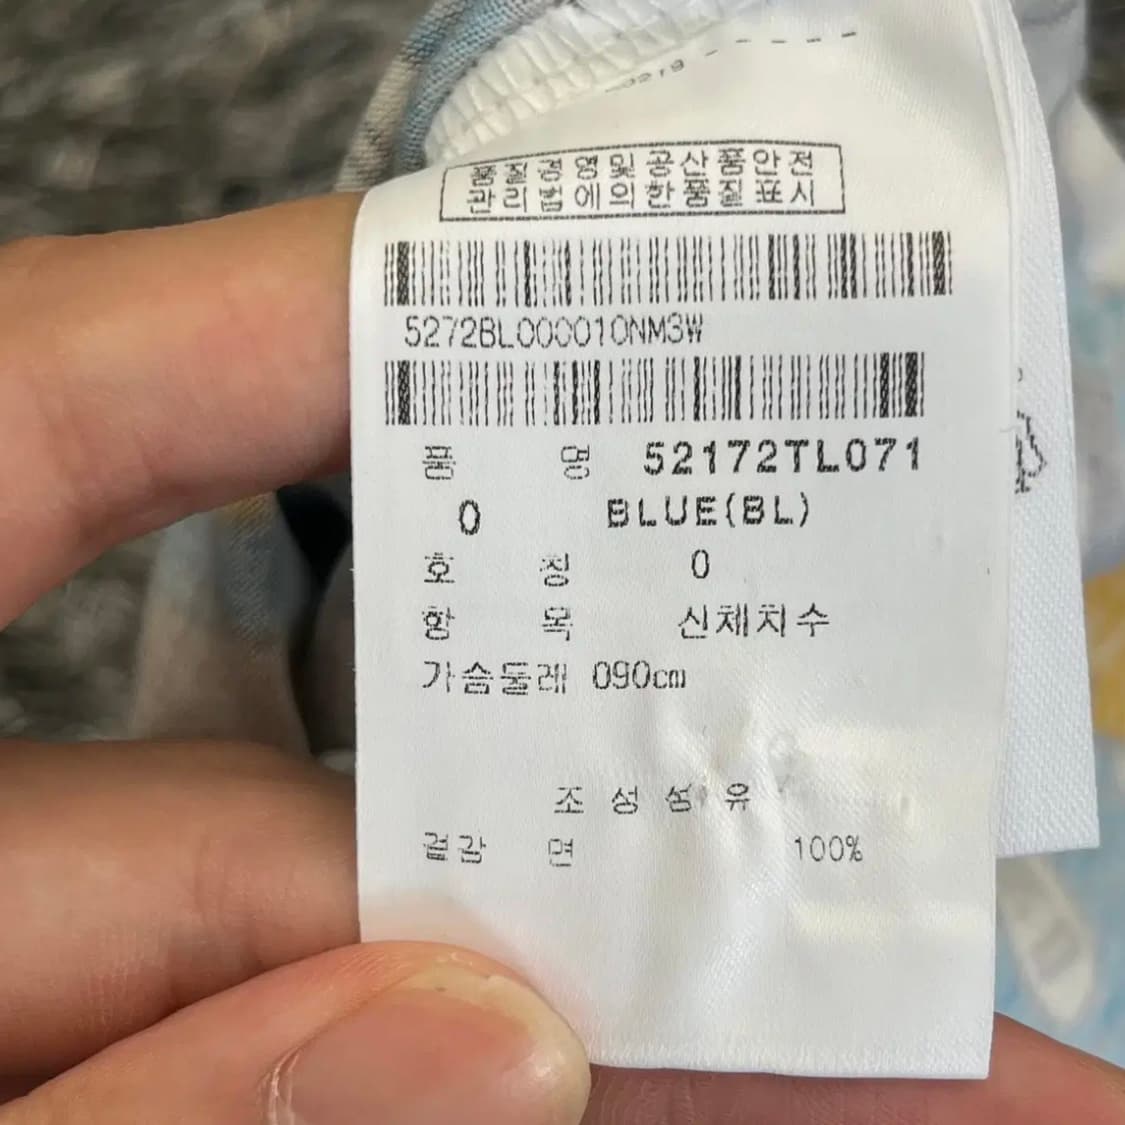 품질경영및공산품안전
관리법에의한품질표시
5272BL000010NM3W
품 명 52172TL071
0 BLUE(BL)
호 칭 0
항 목 신체치수
가슴둘레 090cm
조성섬유
겉감 면 100%